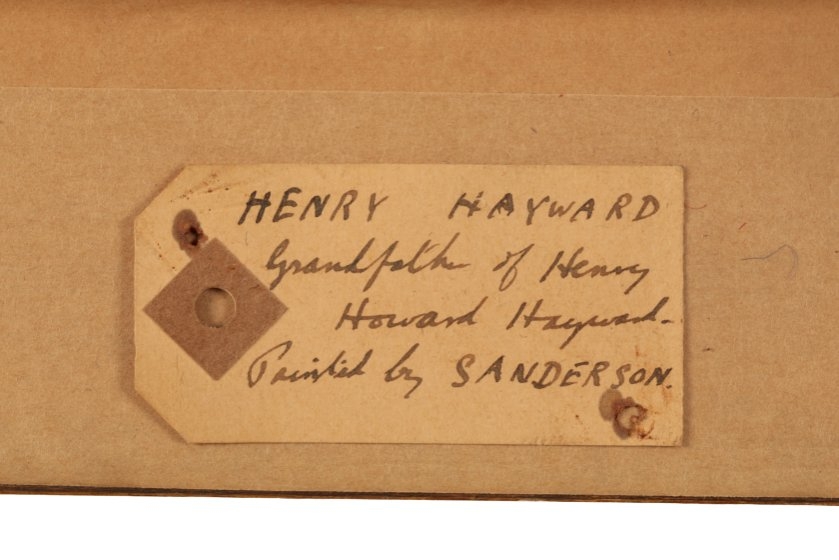 HENRY HAYWARD
Grandfather of Henry
Howard Hayward.
Painted by SANDERSON.